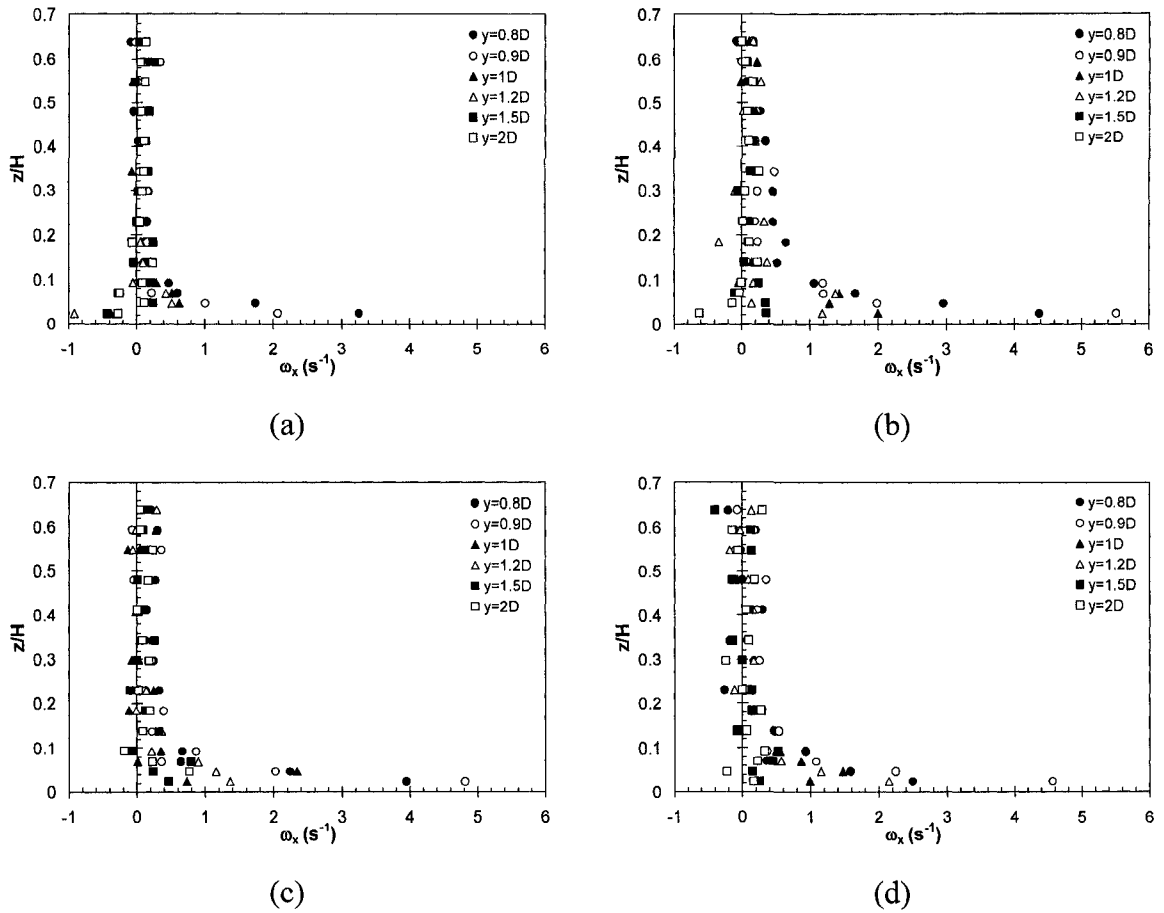 0.7
0.6
0.5
0.4
0.3
0.2
0.1
0
z/H
-1 0 1 2 3 4 5 6
ωx (s-1)
y=0.8D
y=0.9D
y=1D
y=1.2D
y=1.5D
y=2D
(a)
0.7
0.6
0.5
0.4
0.3
0.2
0.1
0
z/H
-1 0 1 2 3 4 5 6
ωx (s-1)
y=0.8D
y=0.9D
y=1D
y=1.2D
y=1.5D
y=2D
(b)
0.7
0.6
0.5
0.4
0.3
0.2
0.1
0
z/H
-1 0 1 2 3 4 5 6
ωx (s-1)
y=0.8D
y=0.9D
y=1D
y=1.2D
y=1.5D
y=2D
(c)
0.7
0.6
0.5
0.4
0.3
0.2
0.1
0
z/H
-1 0 1 2 3 4 5 6
ωx (s-1)
y=0.8D
y=0.9D
y=1D
y=1.2D
y=1.5D
y=2D
(d)